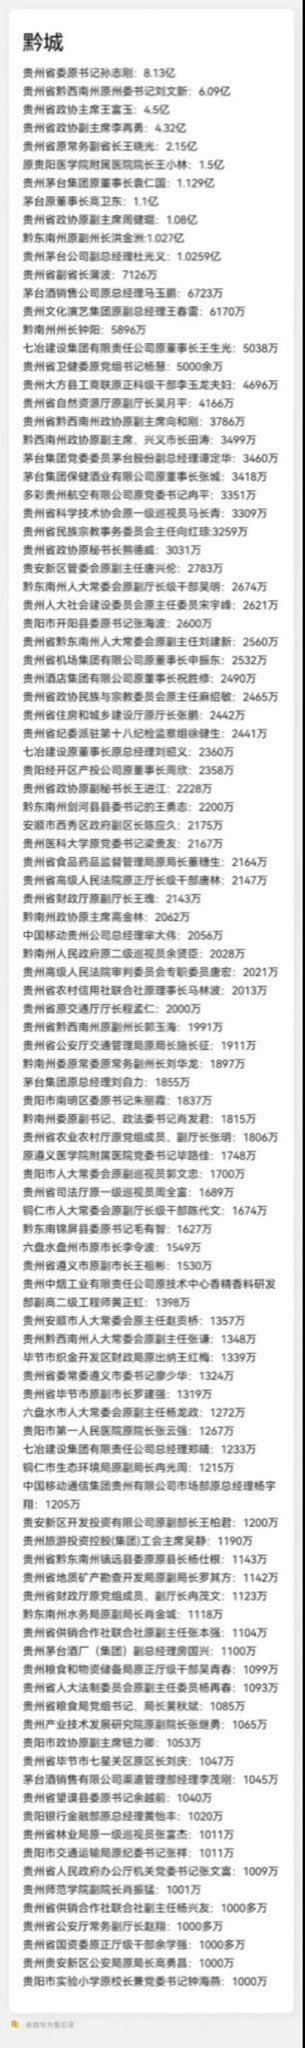 黔城
贵州省委原书记孙志刚：8.13亿
贵州省黔西南州原州委书记刘文新：6.09亿
贵州省政协主席王富玉：4.5亿
贵州省政协副主席李再勇：4.32亿
贵州省原常务副省长王晓光：2.15亿
原贵阳医学院附属医院院长王小林：1.5亿
贵州茅台集团原董事长袁仁国：1.129亿
茅台原董事长高卫东：1.1亿
贵州省政协原副主席周建琨：1.08亿
黔东南州原副州长洪金洲:1.027亿
贵州茅台公司副总经理杜光义：1.0259亿
贵州省副省长蒲波：7126万
茅台酒销售公司原总经理马玉鹏：6723万
贵州文化演艺集团原副总经理王春雷：6170万
黔南州州长钟阳：5896万
七冶建设集团有限责任公司原董事长王生光：5038万
贵州省卫健委原党组书记杨慧：5000余万
贵州大方县工商联原正科级干部李玉龙夫妇：4696万
贵州省自然资源厅原副厅长吴月平：4166万
贵州省黔西南州政协原副主席向和刚：3786万
黔西南州政协原副主席、兴义市长田涛：3499万
茅台集团党委委员茅台股份副总经理谭定华：3460万
茅台集团保健酒业有限公司原董事长张城：3418万
多彩贵州航空有限公司原党委书记冉平：3351万
贵州省科学技术协会原一级巡视员马长青：3309万
贵州省民族宗教事务委员会主任向红琼:3259万
贵州省政协原秘书长熊德威：3031万
贵安新区管委会原副主任唐兴伦：2783万
黔东南州人大常委会原副厅长级干部吴明：2674万
贵州人大社会建设委员会原主任委员宋宇峰：2621万
贵阳市开阳县委原书记张海波：2600万
贵州省黔东南州人大常委会原副主任刘建新：2560万
贵州省机场集团有限公司原董事长申振东：2532万
贵州酒店集团有限公司原董事长祝胜修：2490万
贵州省政协民族与宗教委员会原主任麻绍敏：2465万
贵州省住房和城乡建设厅原厅长张鹏：2442万
贵州省纪委派驻第十八纪检监察组徐健生：2441万
七冶建设原董事长原总经理刘昭义：2360万
贵阳经开区产投公司原董事长周欣：2358万
贵州省政协原副秘书长王进江：2228万
黔东南州剑河县县委书记的王勇志：2200万
安顺市西秀区政府副区长陈应久：2175万
贵州医科大学原党委书记梁贵友：2167万
贵州省食品药品监督管理局原局长董穗生：2164万
贵州省高级人民法院原正厅长级干部唐林：2147万
贵州省财政厅原副厅长王瑰：2143万
黔南州政协原主席高金林：2062万
中国移动贵州公司总经理芈大伟：2056万
黔南州人民政府原二级巡视员余贤臣：2028万
贵州高级人民法院审判委员会专职委员唐宏：2021万
贵州省农村信用社联合社原理事长马林波：2013万
贵州省原交通厅厅长程孟仁：2000万
贵州省黔西南州原副州长郭玉海：1991万
贵州省公安厅交通管理局原局长施长征：1911万
黔南州委原常委原常务副州长刘华龙：1897万
茅台集团原总经理刘自力：1855万
贵阳市南明区委原书记朱丽霞：1837万
黔南州委原副书记、政法委书记肖发君：1815万
贵州省农业农村厅原党组成员、副厅长张明：1806万
原遵义医学院附属医院党委书记毕路佳：1748万
贵阳市人大常委会原副巡视员郭文忠：1700万
贵州省司法厅原一级巡视员周全富：1689万
铜仁市人大常委会原副厅长级干部陈代文：1674万
黔东南锦屏县委原书记毛有智：1627万
六盘水盘州市原市长李令波：1549万
贵州省遵义市原副市长王祖彬：1530万
贵州中烟工业有限责任公司原技术中心香精香料研发
部副高二级工程师黄正虹：1398万
贵州安顺市人大常委会原主任赵贡桥：1357万
贵州黔西南州人大常委会原副主任张谦：1348万
毕节市织金开发区财政局原出纳王红梅：1339万
贵州省委常委遵义市委书记廖少华：1324万
贵州省毕节市原副市长罗建强：1319万
六盘水市人大常委会原副主任杨龙政：1272万
贵阳市第一人民医院原院长张云强：1267万
七冶建设集团有限责任公司总经理郑晴：1233万
铜仁市生态环境局原副局长冉光周：1215万
中国移动通信集团贵州有限公司市场部原总经理杨宇
翔：1205万
贵安新区开发投资有限公司原副部长王柏君：1200万
贵州旅游投资控股(集团)工会主席吴静：1190万
贵州省黔东南州镇远县委原原县长杨仕根：1143万
贵州省地质矿产勘查开发局原副局长罗其方：1142万
贵州省财政厅原党组成员、副厅长冉茂文：1123万
黔东南州水务局原副局长肖金城：1118万
贵州省供销合作社联合社原副主任张本强：1104万
贵州茅台酒厂（集团）副总经理房国兴：1100万
贵州粮食和物资储备局原正厅长级干部吴青春：1099万
贵州省人大法制委员会原副主任委员杨再春：1093万
贵州省粮食局党组书记、局长黄秋斌：1085万
贵州产业技术发展研究院原副院长张继勇：1065万
贵阳市政协原副主席钮力卿：1053万
贵州省毕节市七星关区原区长刘庆：1047万
茅台酒销售有限公司渠道管理部经理李茂刚：1045万
贵州省望谟县委原书记余越前：1040万
贵阳银行金融部原总经理黄怡丰：1020万
贵州省林业局原一级巡视员张富杰：1011万
贵阳市交通运输局原纪委书记张祥：1011万
贵州省人民政府办公厅机关党委书记张文富：1009万
贵州师范学院副院长肖振猛：1001万
贵州省供销合作社联合社副主任杨兴友：1000多万
贵州省公安厅常务副厅长赵翔：1000多万
贵州省国资委原正厅级干部余学强：1000多万
贵州贵安新区公安局原局长高勇昌：1000万
贵阳市实验小学原校长兼党委书记钟海燕：1000万